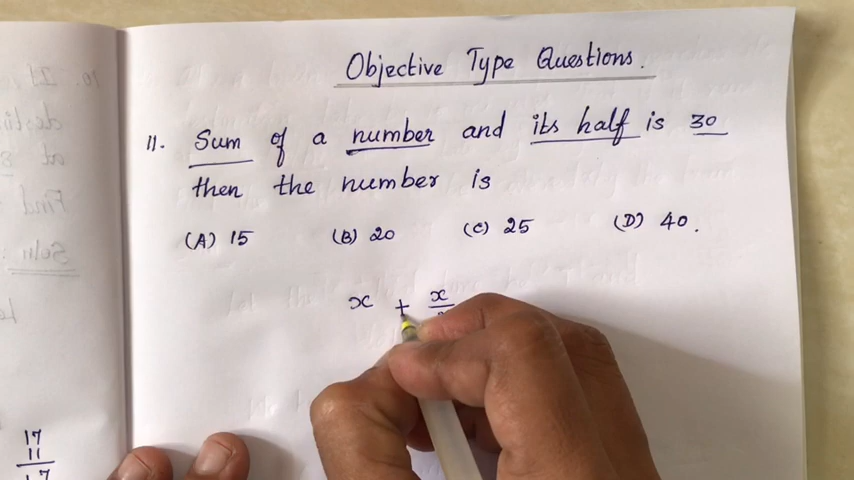 Objective Type Questions.
11. Sum of a number and its half is 30
then the number is
(A) 15 (B) 20 (C) 25 (D) 40.
x + x
17
11